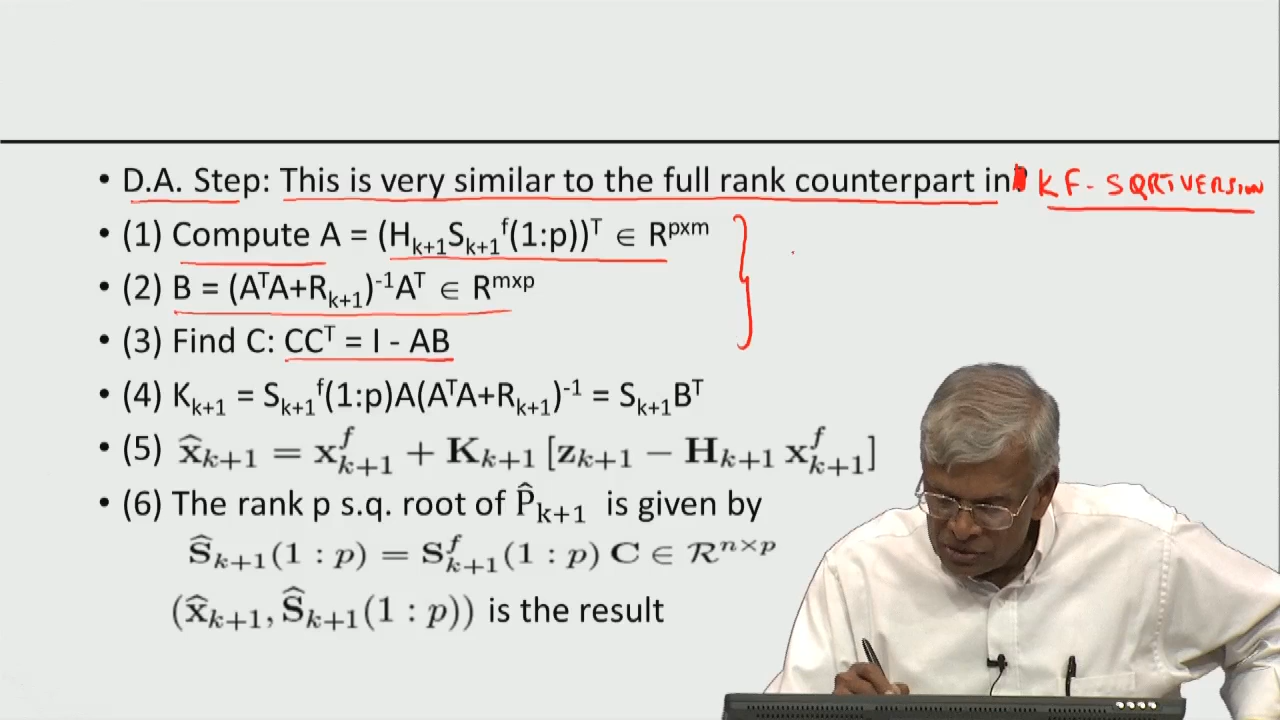 • D.A. Step: This is very similar to the full rank counterpart in KF - SQRT VERSION
• (1) Compute A = (Hₖ₊₁Sₖ₊₁ᶠ(1:p))ᵀ ∈ Rᵖˣᵐ
• (2) B = (AᵀA+Rₖ₊₁)⁻¹Aᵀ ∈ Rᵐˣᵖ
• (3) Find C: CCᵀ = I - AB
• (4) Kₖ₊₁ = Sₖ₊₁ᶠ(1:p)A(AᵀA+Rₖ₊₁)⁻¹ = Sₖ₊₁Bᵀ
• (5) x̂ₖ₊₁ = xᶠₖ₊₁ + Kₖ₊₁ [zₖ₊₁ − Hₖ₊₁ xᶠₖ₊₁]
• (6) The rank p s.q. root of P̂ₖ₊₁ is given by
Ŝₖ₊₁(1 : p) = Sᶠₖ₊₁(1 : p) C ∈ ℛⁿˣᵖ
(x̂ₖ₊₁, Ŝₖ₊₁(1 : p)) is the result